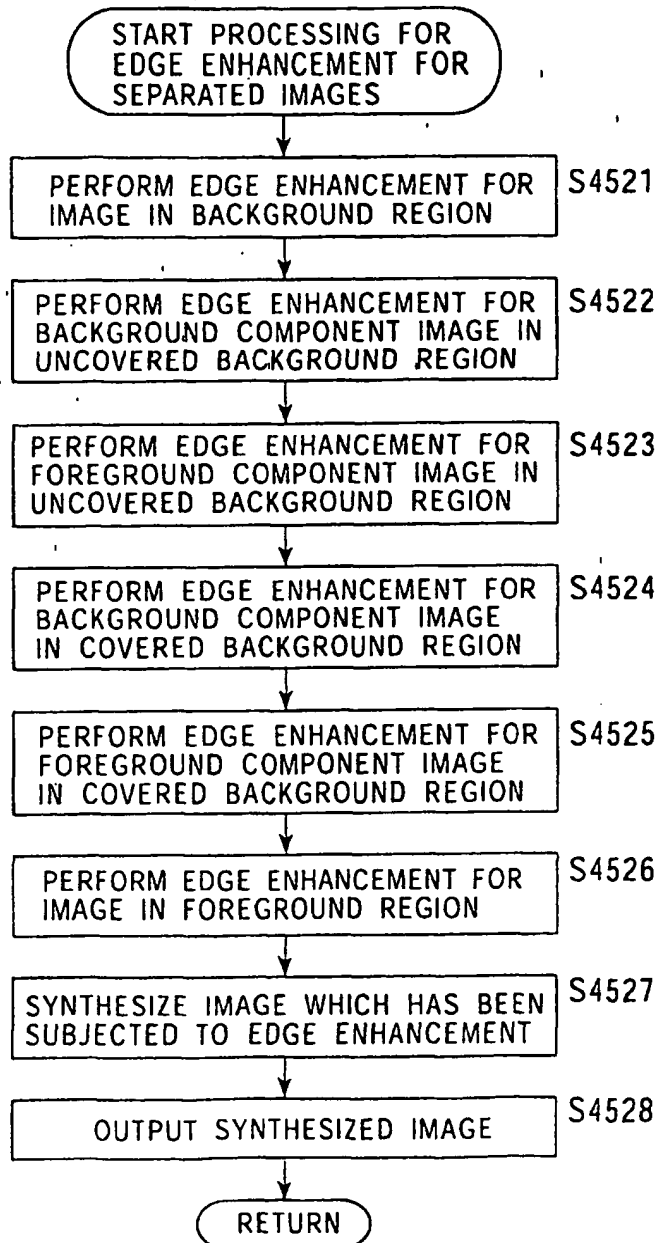 START PROCESSING FOR
EDGE ENHANCEMENT FOR
SEPARATED IMAGES
PERFORM EDGE ENHANCEMENT FOR
IMAGE IN BACKGROUND REGION
S4521
PERFORM EDGE ENHANCEMENT FOR
BACKGROUND COMPONENT IMAGE IN
UNCOVERED BACKGROUND REGION
S4522
PERFORM EDGE ENHANCEMENT FOR
FOREGROUND COMPONENT IMAGE IN
UNCOVERED BACKGROUND REGION
S4523
PERFORM EDGE ENHANCEMENT FOR
BACKGROUND COMPONENT IMAGE
IN COVERED BACKGROUND REGION
S4524
PERFORM EDGE ENHANCEMENT FOR
FOREGROUND COMPONENT IMAGE
IN COVERED BACKGROUND REGION
S4525
PERFORM EDGE ENHANCEMENT FOR
IMAGE IN FOREGROUND REGION
S4526
SYNTHESIZE IMAGE WHICH HAS BEEN
SUBJECTED TO EDGE ENHANCEMENT
S4527
OUTPUT SYNTHESIZED IMAGE
S4528
RETURN